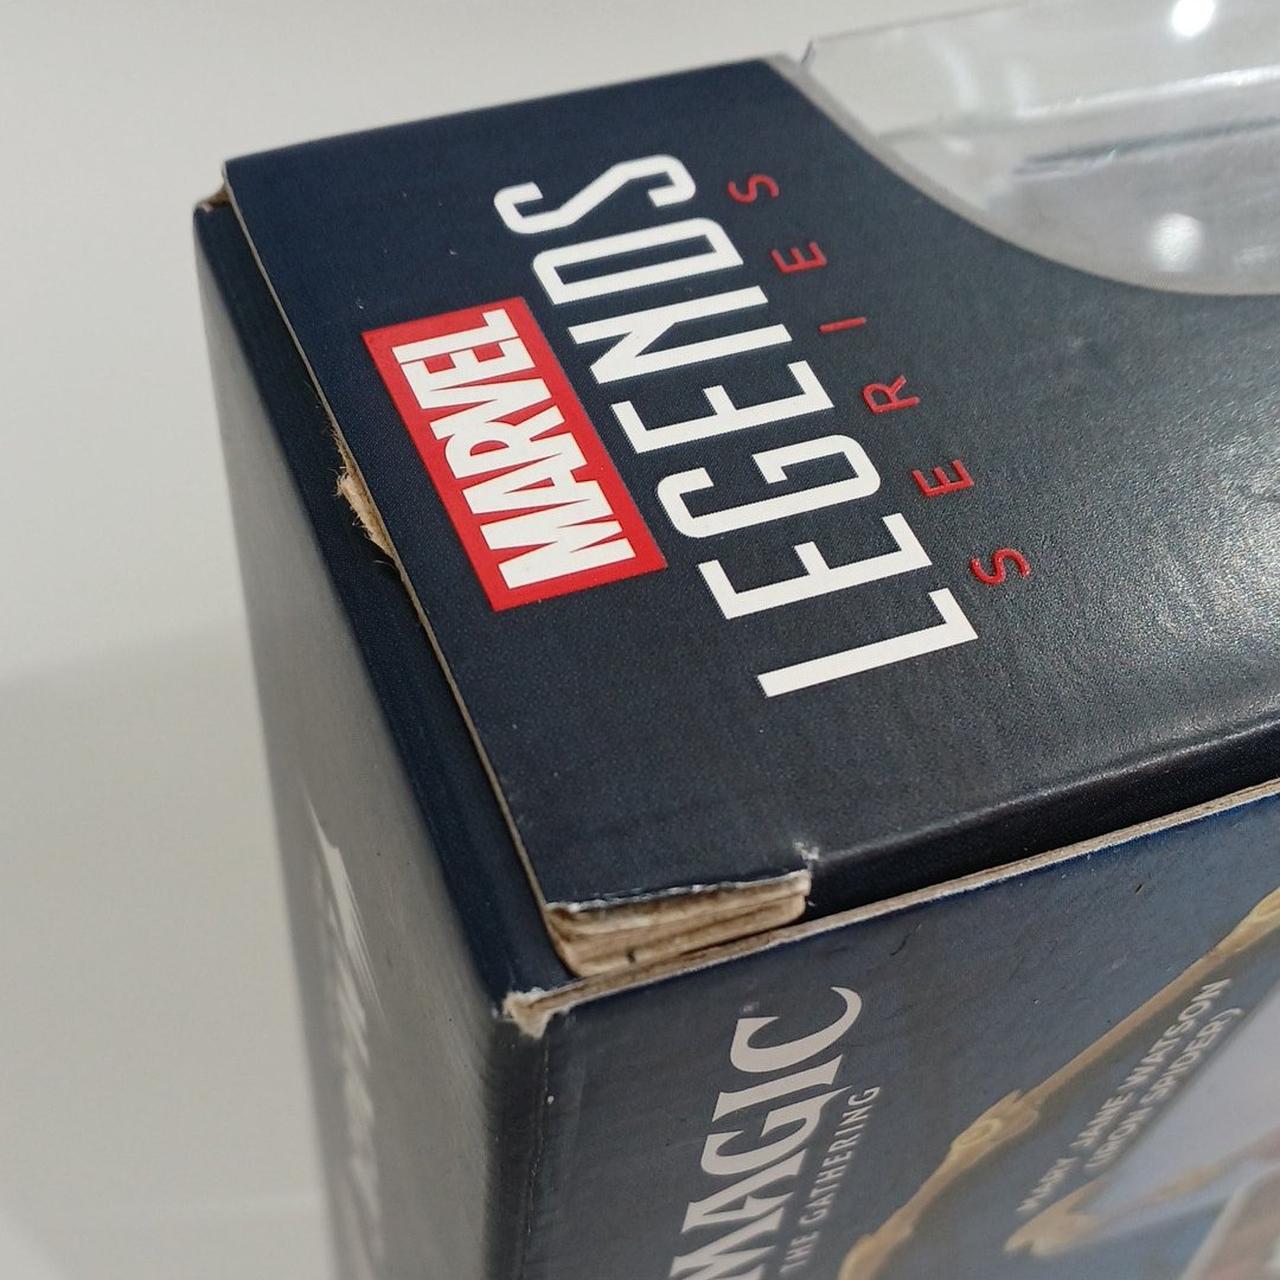 MARVEL
LEGENDS
SERIES
MAGIC
THE GATHERING
MARY JANE WATSON
(IRON SPIDER)